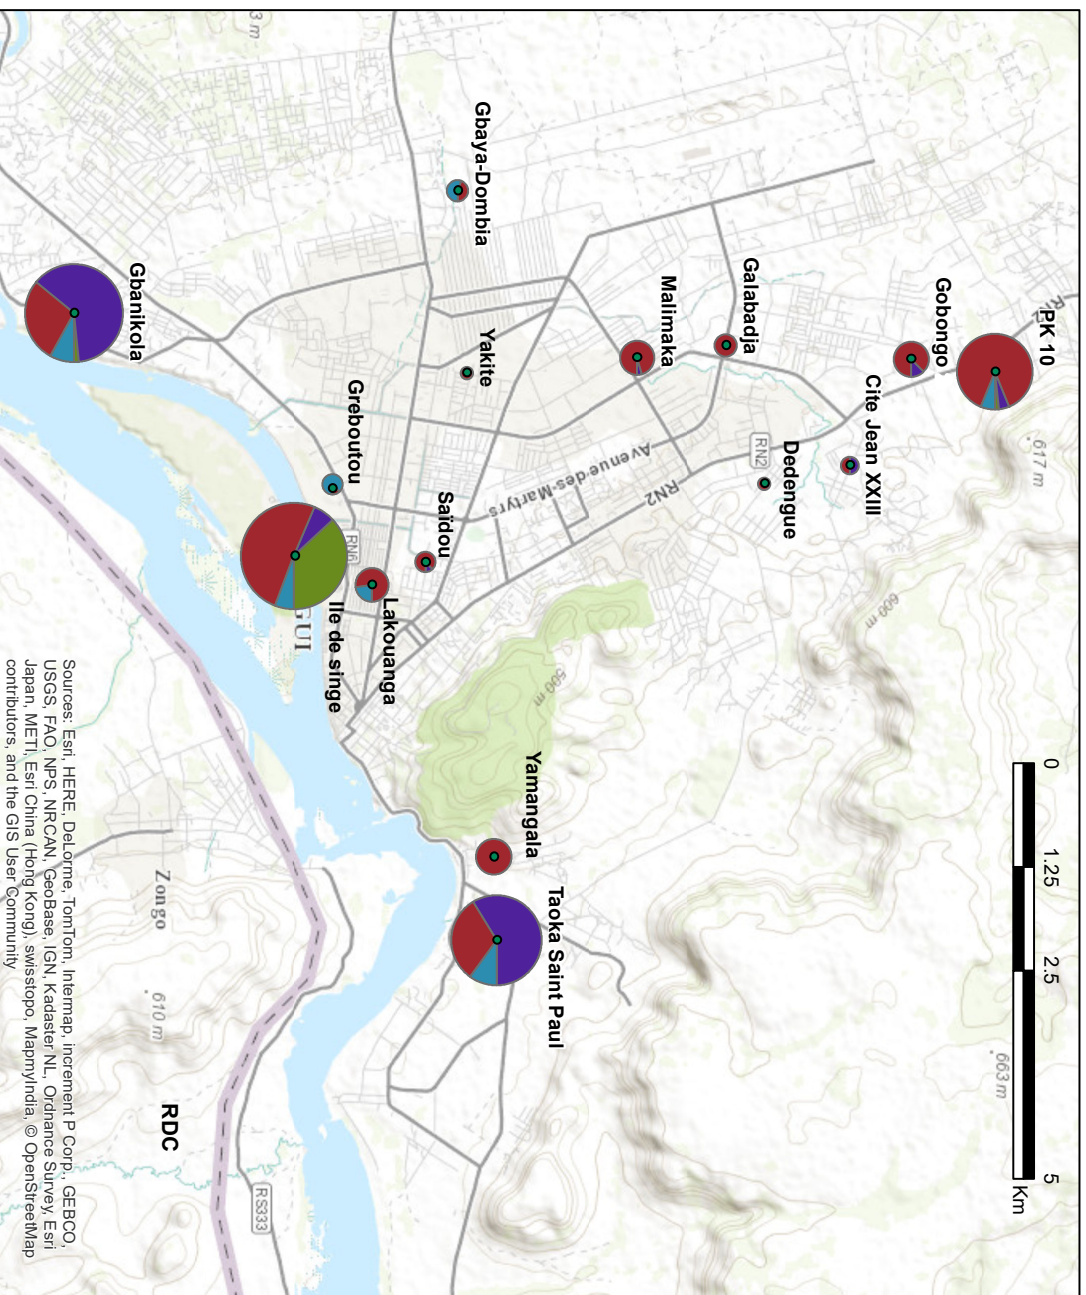 PK 10
Gobongo
Cite Jean XXIII
Galabadja
Malimaka
Dedengue
Gbaya-Dombia
Yakite
Saïdou
Greboutou
Lakouanga
Ile de singe
Gbanikola
Yamangala
Taoka Saint Paul
RDC
Zongo
GUI
Avenue-des-Martyrs
RN2
RN2
RN6
RS333
617 m
600 m
500 m
663 m
610 m
3 m
0 1.25 2.5 5
Km
Sources: Esri, HERE, DeLorme, TomTom, Intermap, increment P Corp., GEBCO,
USGS, FAO, NPS, NRCAN, GeoBase, IGN, Kadaster NL, Ordnance Survey, Esri
Japan, METI, Esri China (Hong Kong), swisstopo, MapmyIndia, © OpenStreetMap
contributors, and the GIS User Community